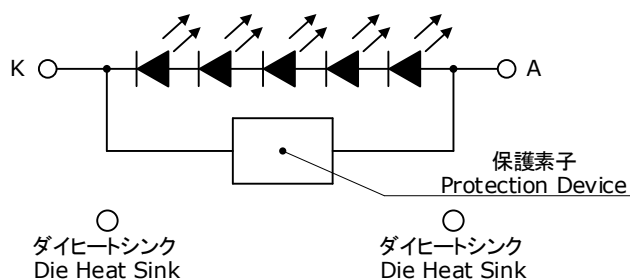 K
A
保護素子
Protection Device
ダイヒートシンク
Die Heat Sink
ダイヒートシンク
Die Heat Sink